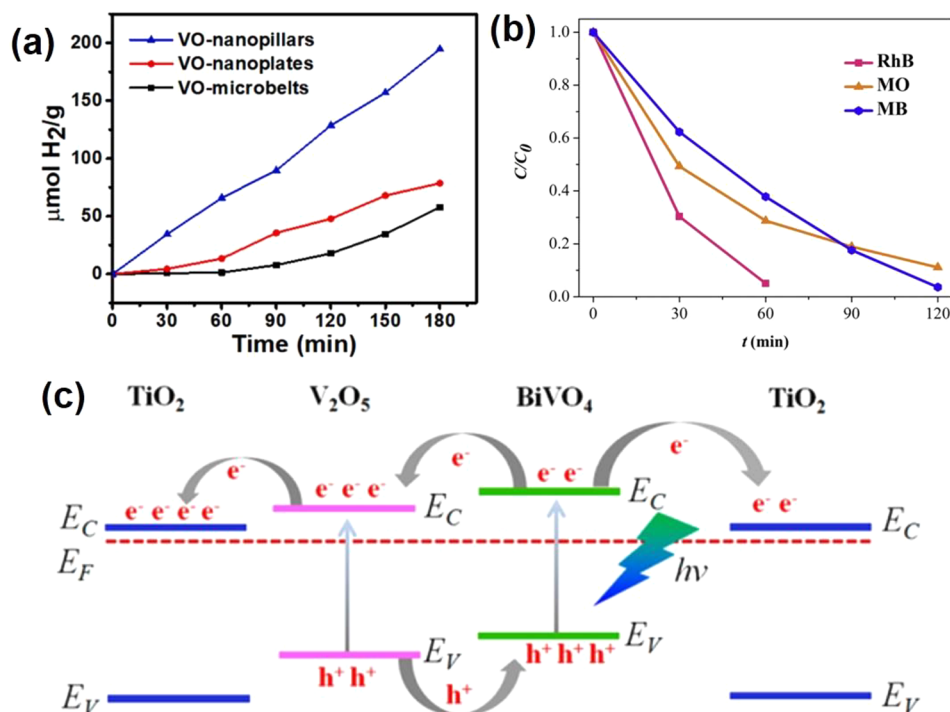 (a)
VO-nanopillars
VO-nanoplates
VO-microbelts
μmol H2/g
200
150
100
50
0
0 30 60 90 120 150 180
Time (min)
(b)
RhB
MO
MB
C/C0
1.0
0.8
0.6
0.4
0.2
0.0
0 30 60 90 120
t (min)
(c)
TiO2 V2O5 BiVO4 TiO2
e- e- e-
e- e- e- e- e-
e- e- e- e- e- e-
EC EC EC EC
EF
hν
EV EV
h+ h+ h+ h+ h+
h+
EV EV